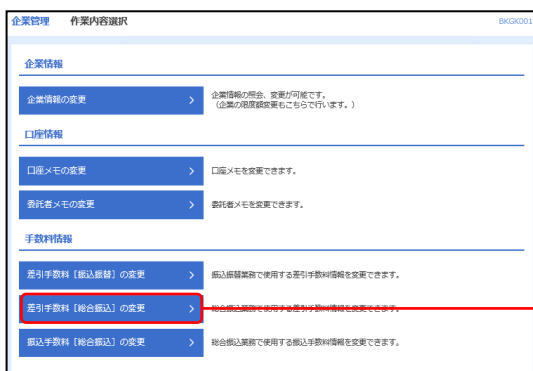 企業管理 作業内容選択 BKGK001
企業情報
企業情報の変更 企業情報の照会、変更が可能です。
（企業の限度額変更もこちらで行います。）
口座情報
口座メモの変更 口座メモを変更できます。
委託者メモの変更 委託者メモを変更できます。
手数料情報
差引手数料［振込振替］の変更 振込振替業務で使用する差引手数料情報を変更できます。
差引手数料［総合振込］の変更 総合振込業務で使用する差引手数料情報を変更できます。
振込手数料［総合振込］の変更 総合振込業務で使用する振込手数料情報を変更できます。